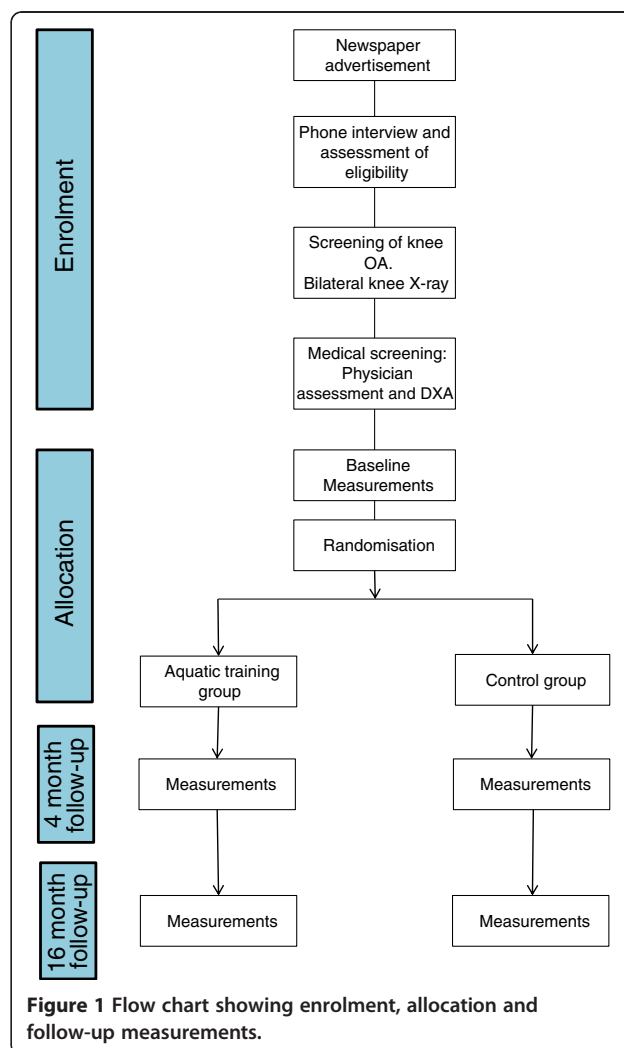 Newspaper
advertisement
Phone interview and
assessment of
eligibility
Screening of knee
OA.
Bilateral knee X-ray
Medical screening:
Physician
assessment and DXA
Enrolment
Baseline
Measurements
Randomisation
Aquatic training
group
Control group
Allocation
Measurements
Measurements
4 month
follow-up
Measurements
Measurements
16 month
follow-up
Figure 1 Flow chart showing enrolment, allocation and
follow-up measurements.